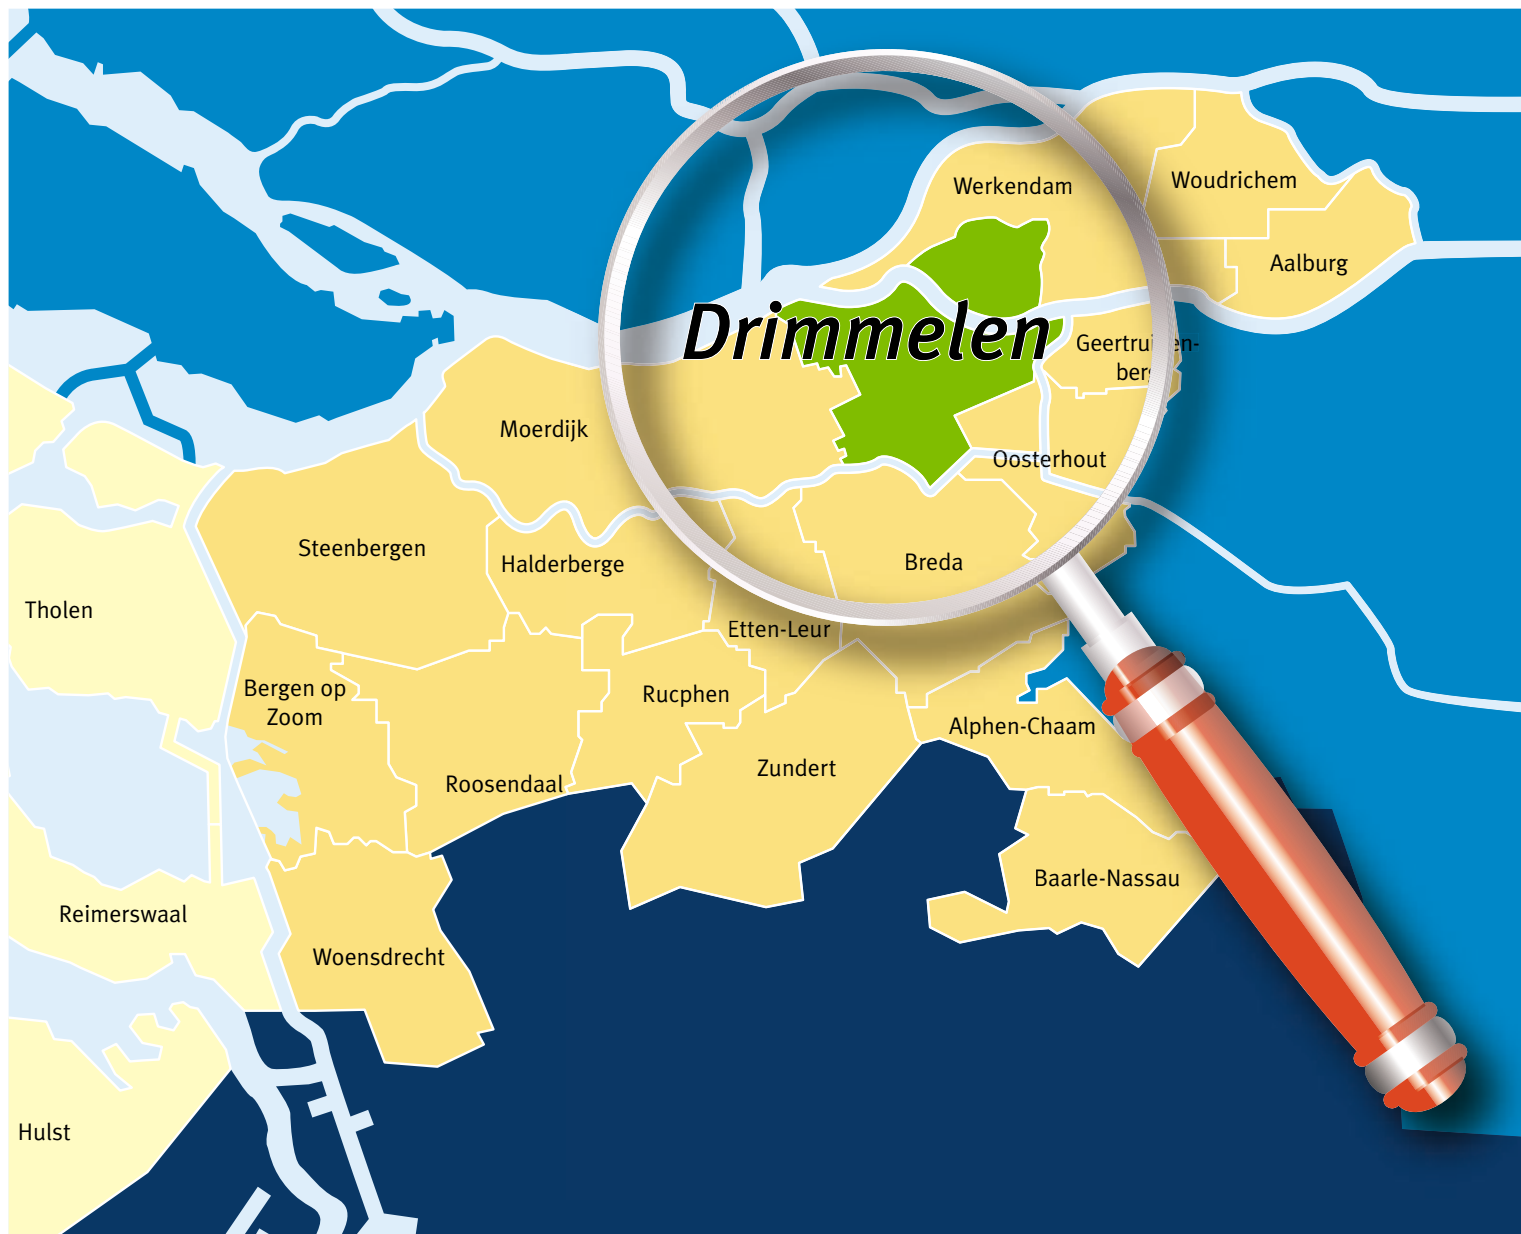 Werkendam
Woudrichem
Aalburg
Drimmelen
Geertruidenberg
Moerdijk
Oosterhout
Steenbergen
Halderberge
Breda
Tholen
Etten-Leur
Bergen op
Zoom
Rucphen
Alphen-Chaam
Zundert
Roosendaal
Baarle-Nassau
Reimerswaal
Woensdrecht
Hulst